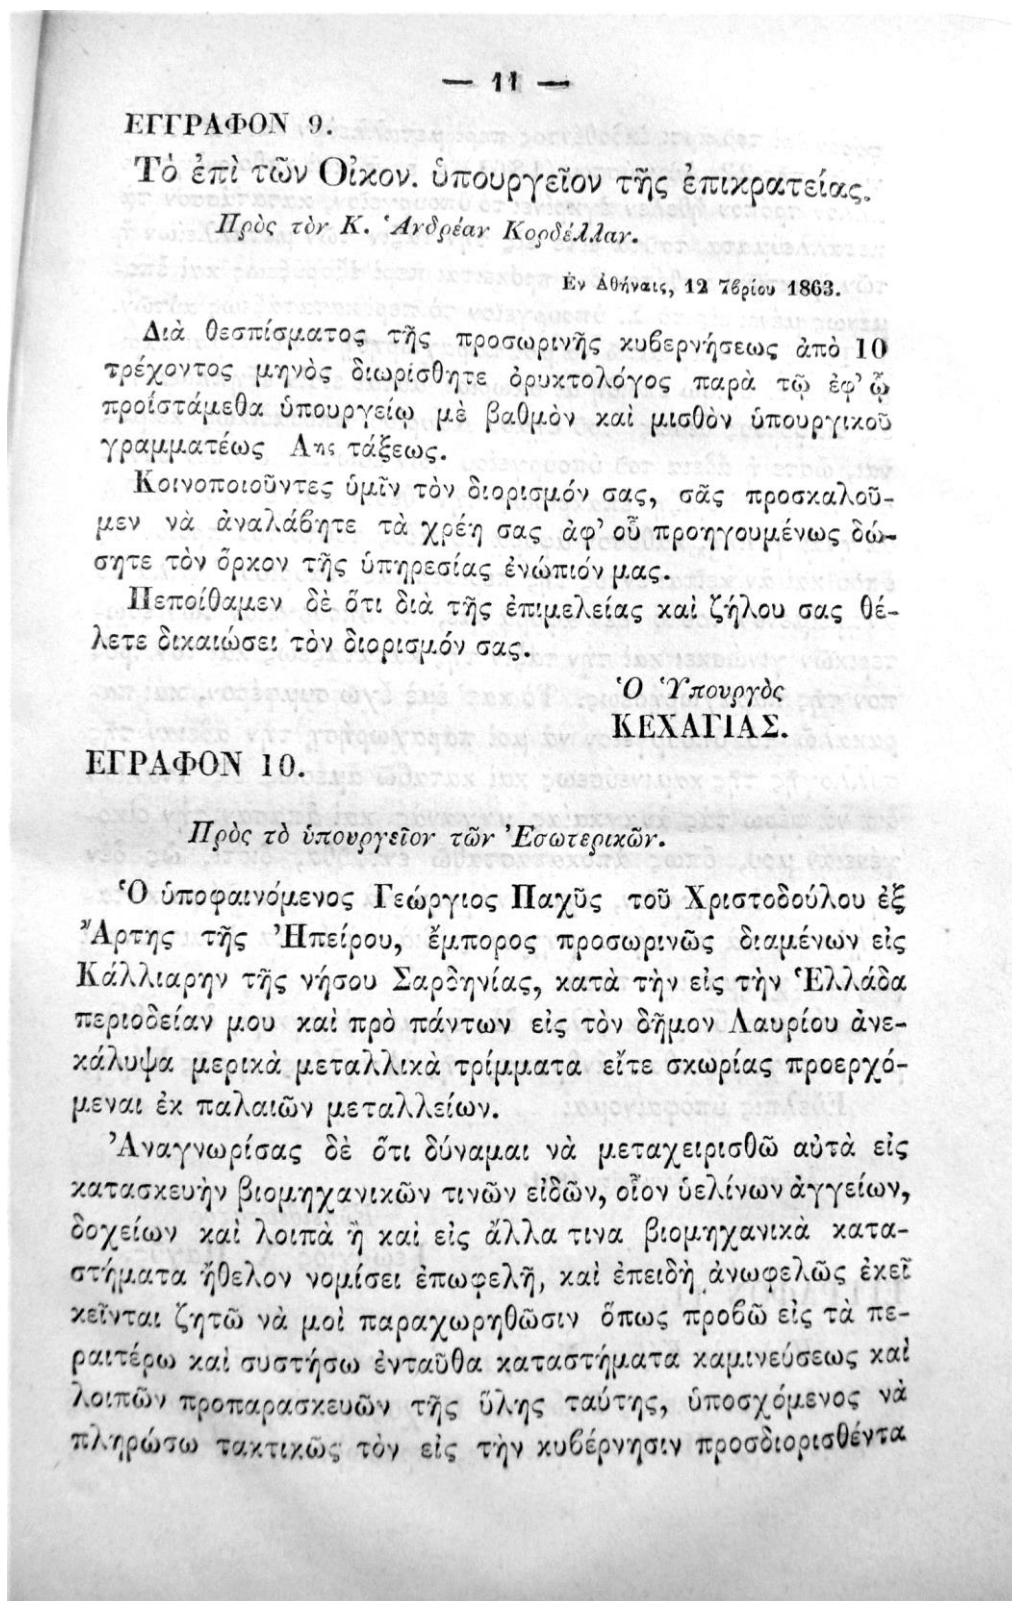 — 11 —
ΕΓΓΡΑΦΟΝ 9.
Τὸ ἐπὶ τῶν Οἰκον. ὑπουργεῖον τῆς ἐπικρατείας.
Πρὸς τὸν Κ. Ἀνδρέαν Κορδέλλαν.
Ἐν Ἀθήναις, 12 7βρίου 1863.
Διὰ θεσπίσματος τῆς προσωρινῆς κυβερνήσεως ἀπὸ 10
τρέχοντος μηνὸς διωρίσθητε ὀρυκτολόγος παρὰ τῷ ἐφ’ ᾧ
προΐστάμεθα ὑπουργείῳ μὲ βαθμὸν καὶ μισθὸν ὑπουργικοῦ
γραμματέως Αης τάξεως.
Κοινοποιοῦντες ὑμῖν τὸν διορισμόν σας, σᾶς προσκαλοῦ-
μεν νὰ ἀναλάβητε τὰ χρέη σας ἀφ’ οὗ προηγουμένως δώ-
σητε τὸν ὅρκον τῆς ὑπηρεσίας ἐνώπιόν μας.
Πεποίθαμεν δὲ ὅτι διὰ τῆς ἐπιμελείας καὶ ζήλου σας θέ-
λετε δικαιώσει τὸν διορισμόν σας.
Ὁ Ὑπουργὸς
ΚΕΧΑΓΙΑΣ.
ΕΓΡΑΦΟΝ 10.
Πρὸς τὸ ὑπουργεῖον τῶν Ἐσωτερικῶν.
Ὁ ὑποφαινόμενος Γεώργιος Παχῦς τοῦ Χριστοδούλου ἐξ
Ἄρτης τῆς Ἠπείρου, ἔμπορος προσωρινῶς διαμένων εἰς
Κάλλιαρην τῆς νήσου Σαρδηνίας, κατὰ τὴν εἰς τὴν Ἑλλάδα
περιοδείαν μου καὶ πρὸ πάντων εἰς τὸν δῆμον Λαυρίου ἀνε-
κάλυψα μερικὰ μεταλλικὰ τρίμματα εἴτε σκωρίας προερχό-
μεναι ἐκ παλαιῶν μεταλλείων.
Ἀναγνωρίσας δὲ ὅτι δύναμαι νὰ μεταχειρισθῶ αὐτὰ εἰς
κατασκευὴν βιομηχανικῶν τινῶν εἰδῶν, οἷον ὑελίνων ἀγγείων,
δοχείων καὶ λοιπὰ ἢ καὶ εἰς ἄλλα τινα βιομηχανικὰ κατα-
στήματα ἤθελον νομίσει ἐπωφελῆ, καὶ ἐπειδὴ ἀνωφελῶς ἐκεῖ
κεῖνται ζητῶ νὰ μοὶ παραχωρηθῶσιν ὅπως προβῶ εἰς τὰ πε-
ραιτέρω καὶ συστήσω ἐνταῦθα καταστήματα καμινεύσεως καὶ
λοιπῶν προπαρασκευῶν τῆς ὕλης ταύτης, ὑποσχόμενος νὰ
πληρώσω τακτικῶς τὸν εἰς τὴν κυβέρνησιν προσδιορισθέντα